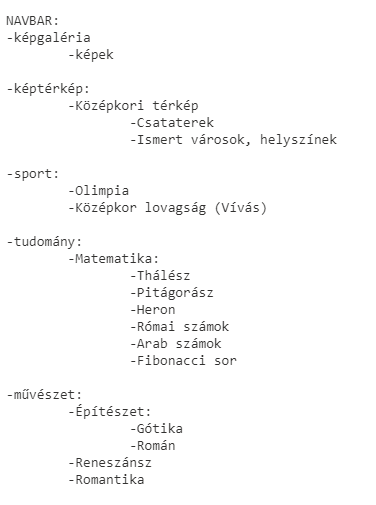 NAVBAR:
-képgaléria
-képek
-képtérkép:
-Középkori térkép
-Csataterek
-Ismert városok, helyszínek
-sport:
-Olimpia
-Középkor lovagság (Vívás)
-tudomány:
-Matematika:
-Thálész
-Pitágorász
-Heron
-Római számok
-Arab számok
-Fibonacci sor
-művészet:
-Építészet:
-Gótika
-Román
-Reneszánsz
-Romantika